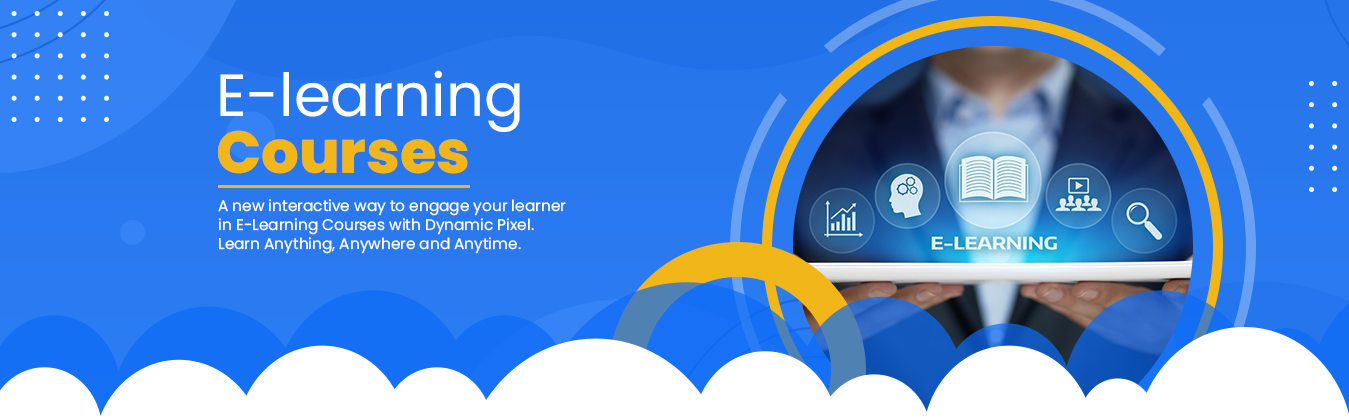 E-learning
Courses
A new interactive way to engage your learner
in E-Learning Courses with Dynamic Pixel.
Learn Anything, Anywhere and Anytime.
E-LEARNING